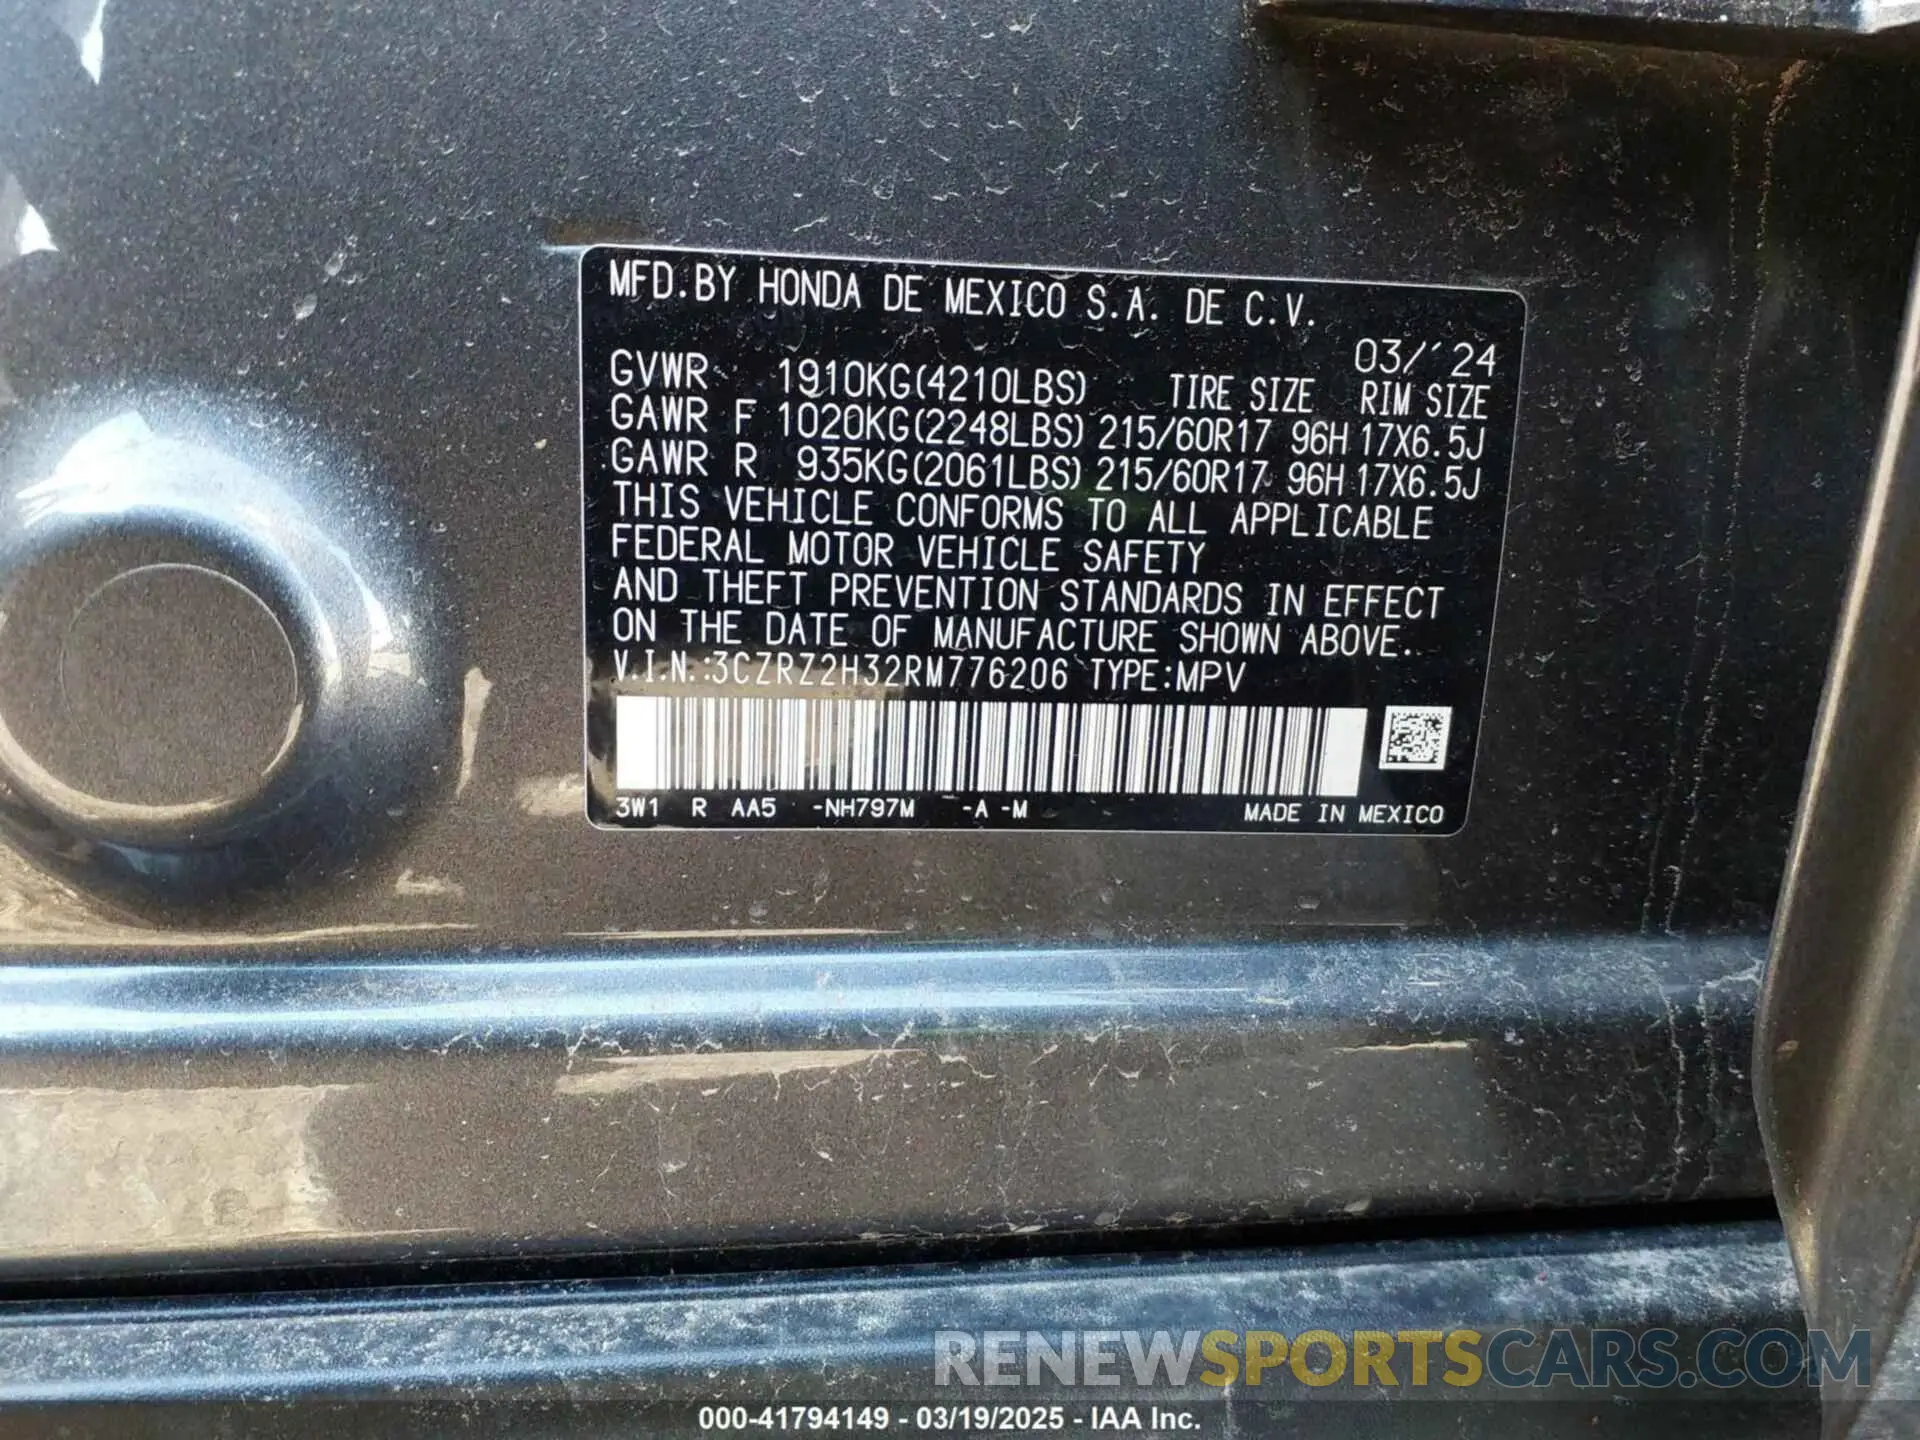 MFD.BY HONDA DE MEXICO S.A. DE C.V.
03/´24
GVWR 1910KG(4210LBS) TIRE SIZE RIM SIZE
GAWR F 1020KG(2248LBS) 215/60R17 96H 17X6.5J
GAWR R 935KG(2061LBS) 215/60R17 96H 17X6.5J
THIS VEHICLE CONFORMS TO ALL APPLICABLE
FEDERAL MOTOR VEHICLE SAFETY
AND THEFT PREVENTION STANDARDS IN EFFECT
ON THE DATE OF MANUFACTURE SHOWN ABOVE.
V.I.N.:3CZRZ2H32RM776206 TYPE:MPV
3W1 R AA5 -NH797M -A -M MADE IN MEXICO
RENEWSPORTSCARS.COM
000-41794149 - 03/19/2025 - IAA Inc.